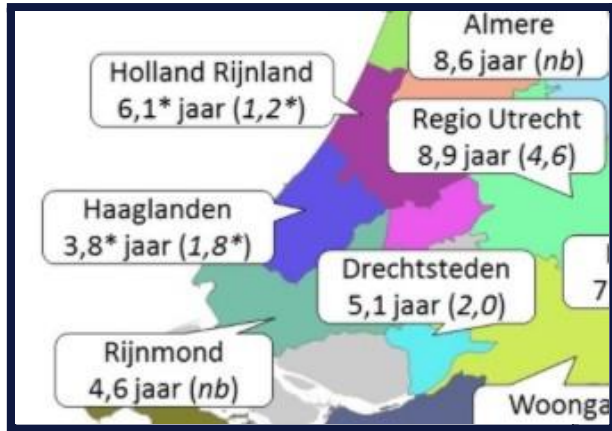 Almere
8,6 jaar (nb)
Holland Rijnland
6,1* jaar (1,2*)
Regio Utrecht
8,9 jaar (4,6)
Haaglanden
3,8* jaar (1,8*)
Drechtsteden
5,1 jaar (2,0)
7
Rijnmond
4,6 jaar (nb)
Woonga